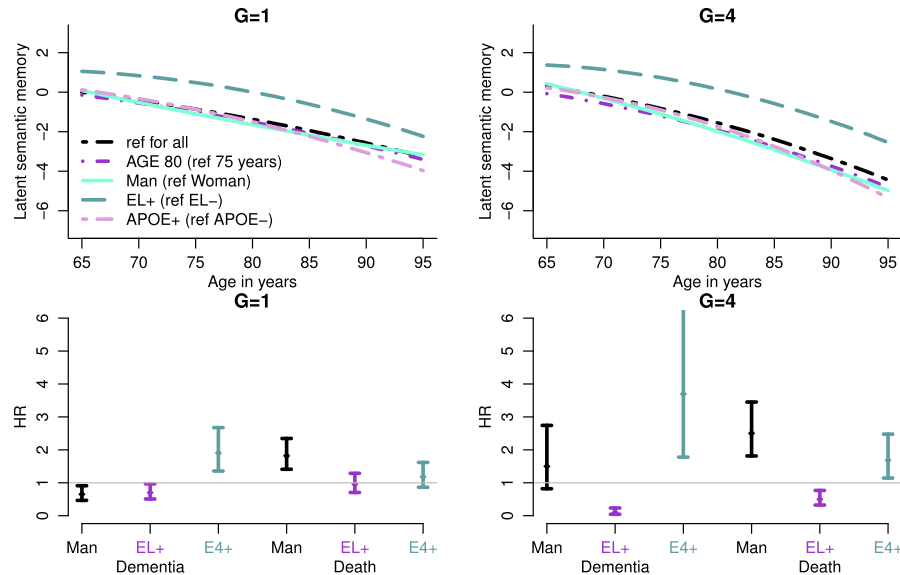 G=1
G=4
Latent semantic memory
2
0
−2
−4
−6
ref for all
AGE 80 (ref 75 years)
Man (ref Woman)
EL+ (ref EL−)
APOE+ (ref APOE−)
65 70 75 80 85 90 95
Age in years
Latent semantic memory
2
0
−2
−4
−6
65 70 75 80 85 90 95
Age in years
G=1
HR
6
5
4
3
2
1
0
Man EL+ E4+ Man EL+ E4+
Dementia Death
G=4
HR
6
5
4
3
2
1
0
Man EL+ E4+ Man EL+ E4+
Dementia Death